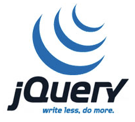 jQuery
write less, do more.